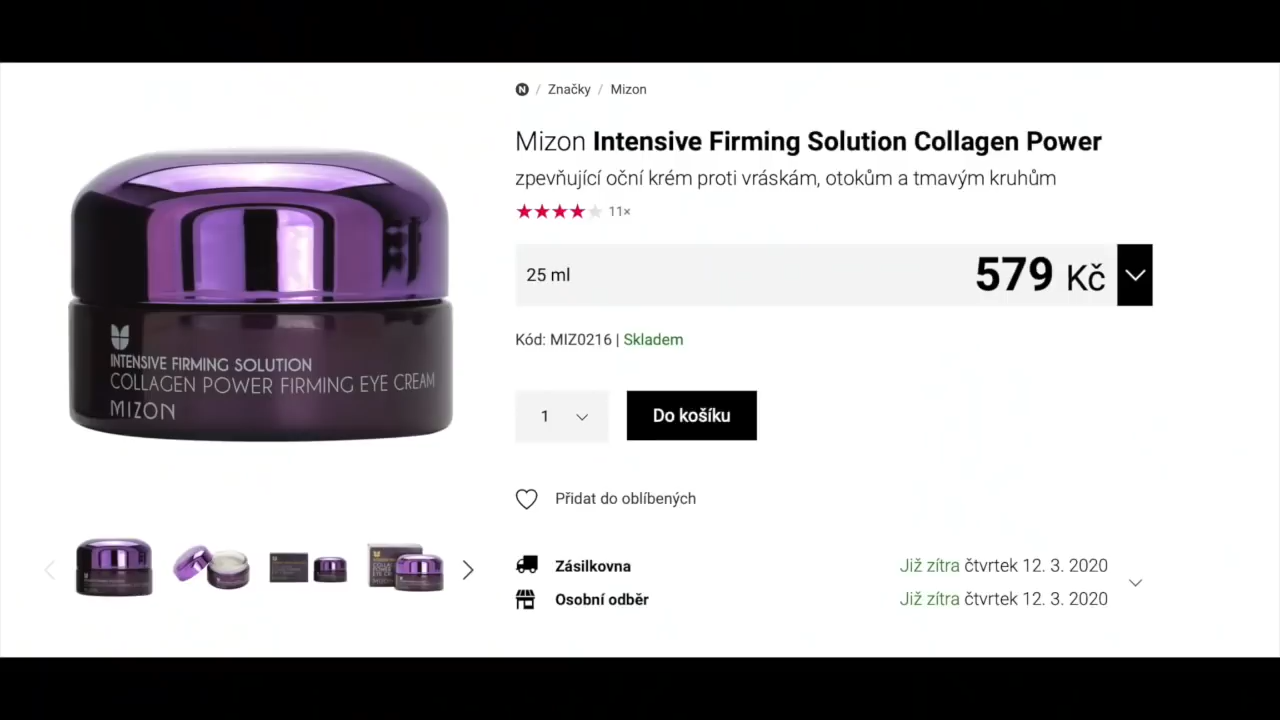 N / Značky / Mizon
Mizon Intensive Firming Solution Collagen Power
zpevňující oční krém proti vráskám, otokům a tmavým kruhům
11×
25 ml
579 Kč
Kód: MIZ0216 | Skladem
1
Do košíku
Přidat do oblíbených
Zásilkovna
Již zítra čtvrtek 12. 3. 2020
Osobní odběr
Již zítra čtvrtek 12. 3. 2020
INTENSIVE FIRMING SOLUTION
COLLAGEN POWER FIRMING EYE CREAM
MIZON